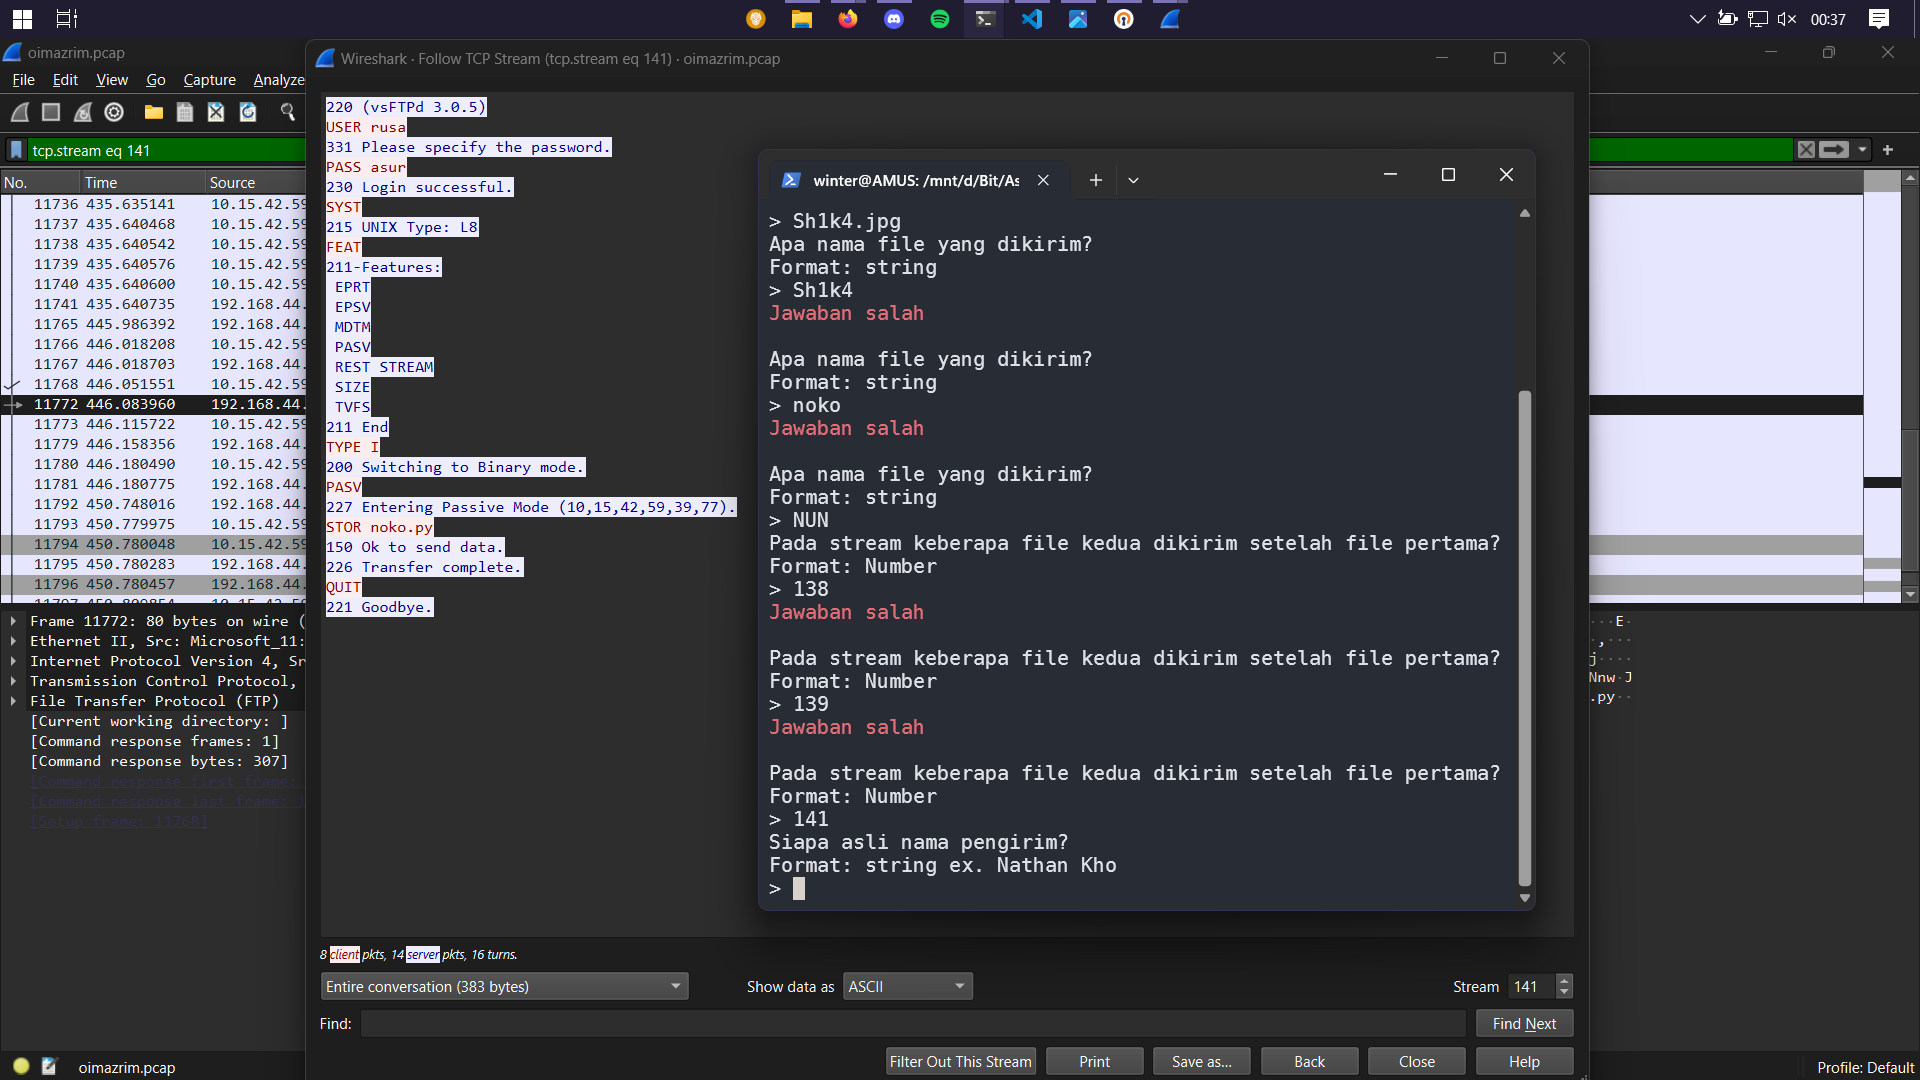 00:37
oimazrim.pcap
File Edit View Go Capture Analyze
tcp.stream eq 141
No. Time Source
11736 435.635141 10.15.42.59
11737 435.640468 10.15.42.59
11738 435.640542 10.15.42.59
11739 435.640576 10.15.42.59
11740 435.640600 10.15.42.59
11741 435.640735 192.168.44.
11765 445.986392 192.168.44.
11766 446.018208 10.15.42.59
11767 446.018703 192.168.44.
11768 446.051551 10.15.42.59
11772 446.083960 192.168.44.
11773 446.115722 10.15.42.59
11779 446.158356 192.168.44.
11780 446.180490 10.15.42.59
11781 446.180775 192.168.44.
11792 450.748016 192.168.44.
11793 450.779975 10.15.42.59
11794 450.780048 10.15.42.59
11795 450.780283 192.168.44.
11796 450.780457 192.168.44.
Frame 11772: 80 bytes on wire (
Ethernet II, Src: Microsoft_11:
Internet Protocol Version 4, Sr
Transmission Control Protocol,
File Transfer Protocol (FTP)
[Current working directory: ]
[Command response frames: 1]
[Command response bytes: 307]
[Command response first frame:
[Command response last frame:
[Setup frame: 11768]
oimazrim.pcap
Wireshark · Follow TCP Stream (tcp.stream eq 141) · oimazrim.pcap
220 (vsFTPd 3.0.5)
USER rusa
331 Please specify the password.
PASS asur
230 Login successful.
SYST
215 UNIX Type: L8
FEAT
211-Features:
EPRT
EPSV
MDTM
PASV
REST STREAM
SIZE
TVFS
211 End
TYPE I
200 Switching to Binary mode.
PASV
227 Entering Passive Mode (10,15,42,59,39,77).
STOR noko.py
150 Ok to send data.
226 Transfer complete.
QUIT
221 Goodbye.
8 client pkts, 14 server pkts, 16 turns.
Entire conversation (383 bytes)
Show data as ASCII
Stream 141
Find:
Find Next
Filter Out This Stream
Print
Save as...
Back
Close
Help
winter@AMUS: /mnt/d/Bit/As
> Sh1k4.jpg
Apa nama file yang dikirim?
Format: string
> Sh1k4
Jawaban salah
Apa nama file yang dikirim?
Format: string
> noko
Jawaban salah
Apa nama file yang dikirim?
Format: string
> NUN
Pada stream keberapa file kedua dikirim setelah file pertama?
Format: Number
> 138
Jawaban salah
Pada stream keberapa file kedua dikirim setelah file pertama?
Format: Number
> 139
Jawaban salah
Pada stream keberapa file kedua dikirim setelah file pertama?
Format: Number
> 141
Siapa asli nama pengirim?
Format: string ex. Nathan Kho
>
···E·
·,···
j····
Nnw·J
.py··
Profile: Default